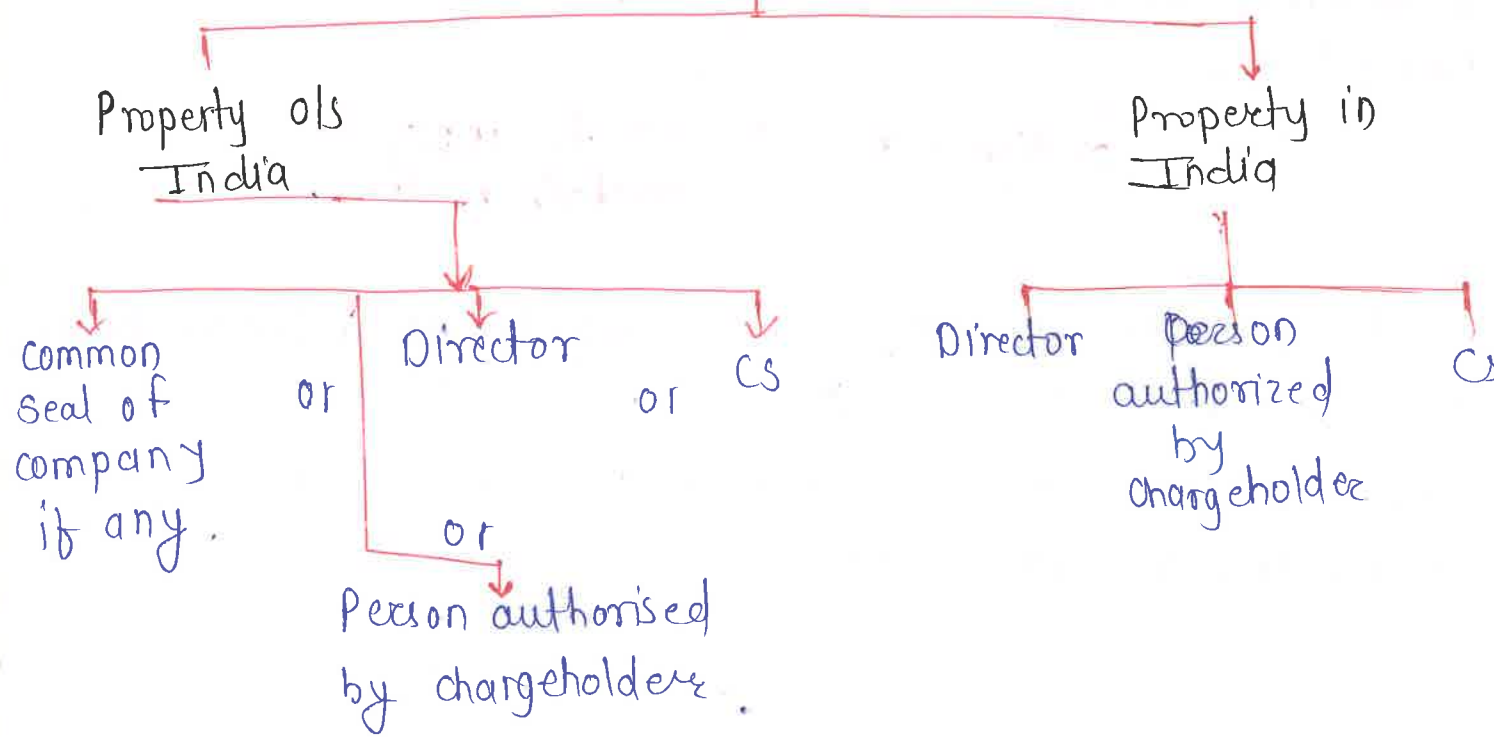 Property o/s
India
Property in
India
Common
seal of
company
if any.
or
Director
or
CS
or
Person authorised
by chargeholder.
Director
person
authorized
by
chargeholder